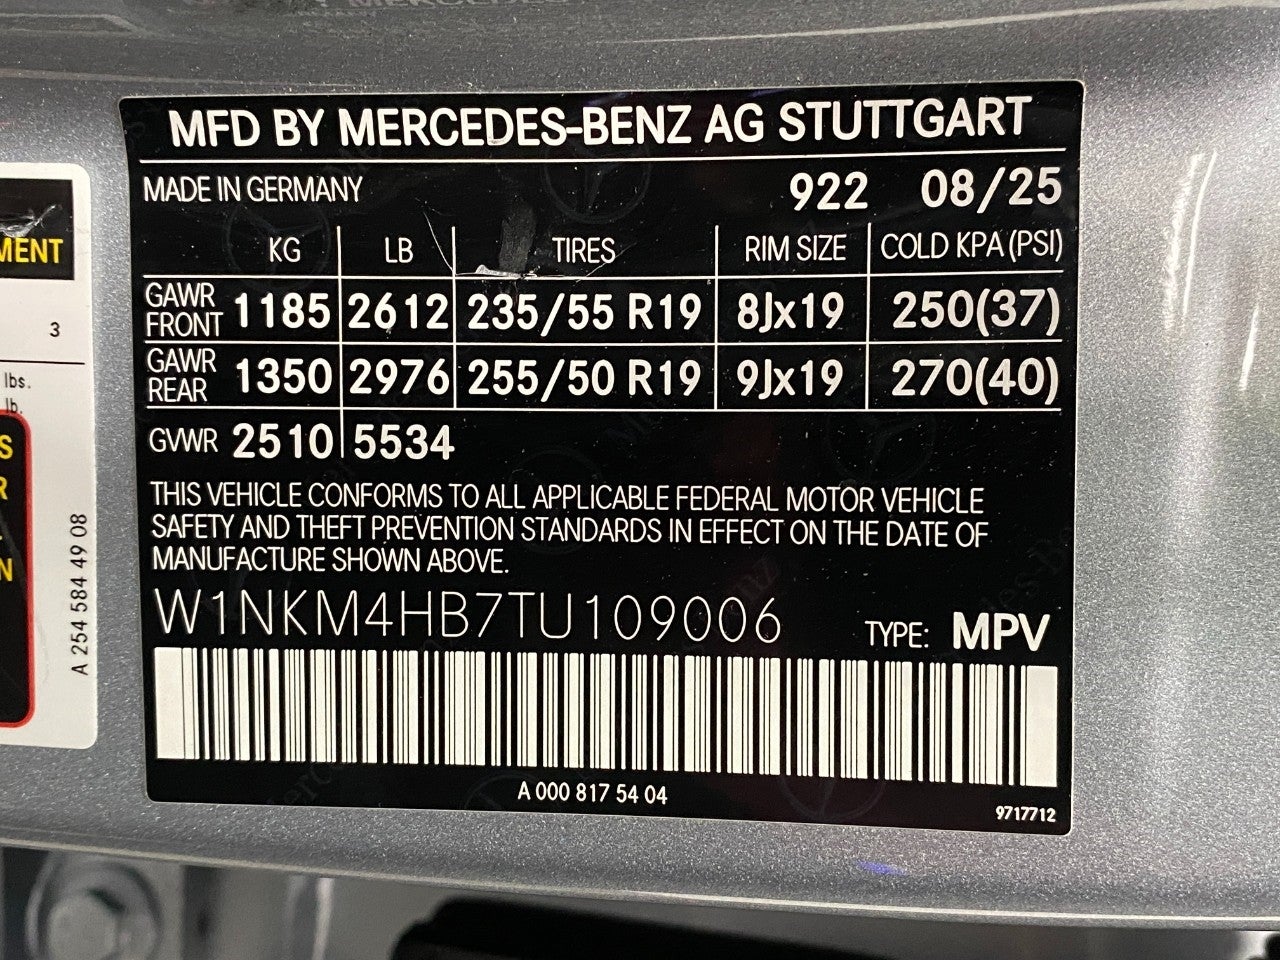 MFD BY MERCEDES-BENZ AG STUTTGART
MADE IN GERMANY 922 08/25
KG LB TIRES RIM SIZE COLD KPA (PSI)
GAWR FRONT 1185 2612 235/55 R19 8Jx19 250(37)
GAWR REAR 1350 2976 255/50 R19 9Jx19 270(40)
GVWR 2510 5534
THIS VEHICLE CONFORMS TO ALL APPLICABLE FEDERAL MOTOR VEHICLE
SAFETY AND THEFT PREVENTION STANDARDS IN EFFECT ON THE DATE OF
MANUFACTURE SHOWN ABOVE.
W1NKM4HB7TU109006 TYPE: MPV
A 000 817 54 04
9717712
MENT
3
lbs.
lb.
S
R
N
A 254 584 49 08